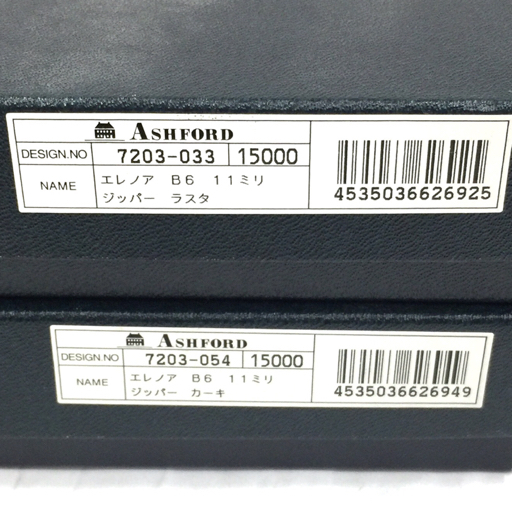 ASHFORD
DESIGN.NO 7203-033 15000
NAME エレノア B6 11ミリ
ジッパー ラスタ
4535036626925
ASHFORD
DESIGN.NO 7203-054 15000
NAME エレノア B6 11ミリ
ジッパー カーキ
4535036626949